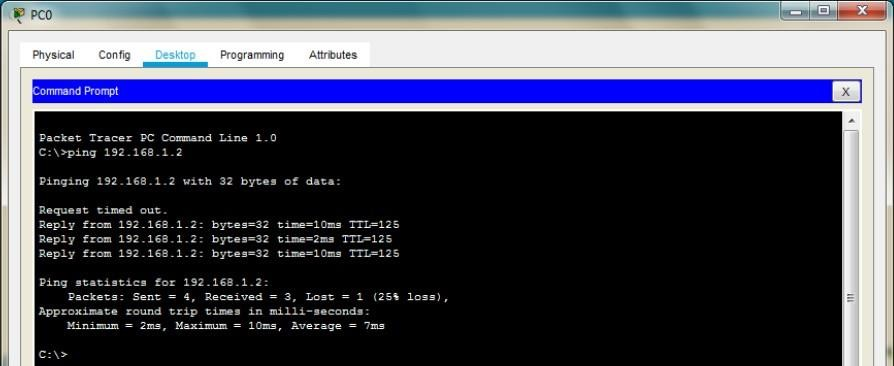 PC0
Physical Config Desktop Programming Attributes
Command Prompt X
Packet Tracer PC Command Line 1.0
C:\>ping 192.168.1.2
Pinging 192.168.1.2 with 32 bytes of data:
Request timed out.
Reply from 192.168.1.2: bytes=32 time=10ms TTL=125
Reply from 192.168.1.2: bytes=32 time=2ms TTL=125
Reply from 192.168.1.2: bytes=32 time=10ms TTL=125
Ping statistics for 192.168.1.2:
Packets: Sent = 4, Received = 3, Lost = 1 (25% loss),
Approximate round trip times in milli-seconds:
Minimum = 2ms, Maximum = 10ms, Average = 7ms
C:\>